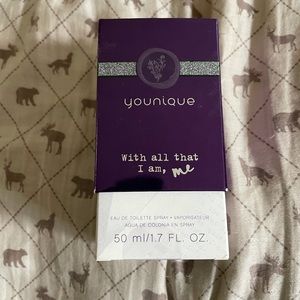 younique
With all that
I am, me
EAU DE TOILETTE SPRAY • VAPORISATEUR
AGUA DE COLONIA EN SPRAY
50 ml/1.7 FL. OZ.